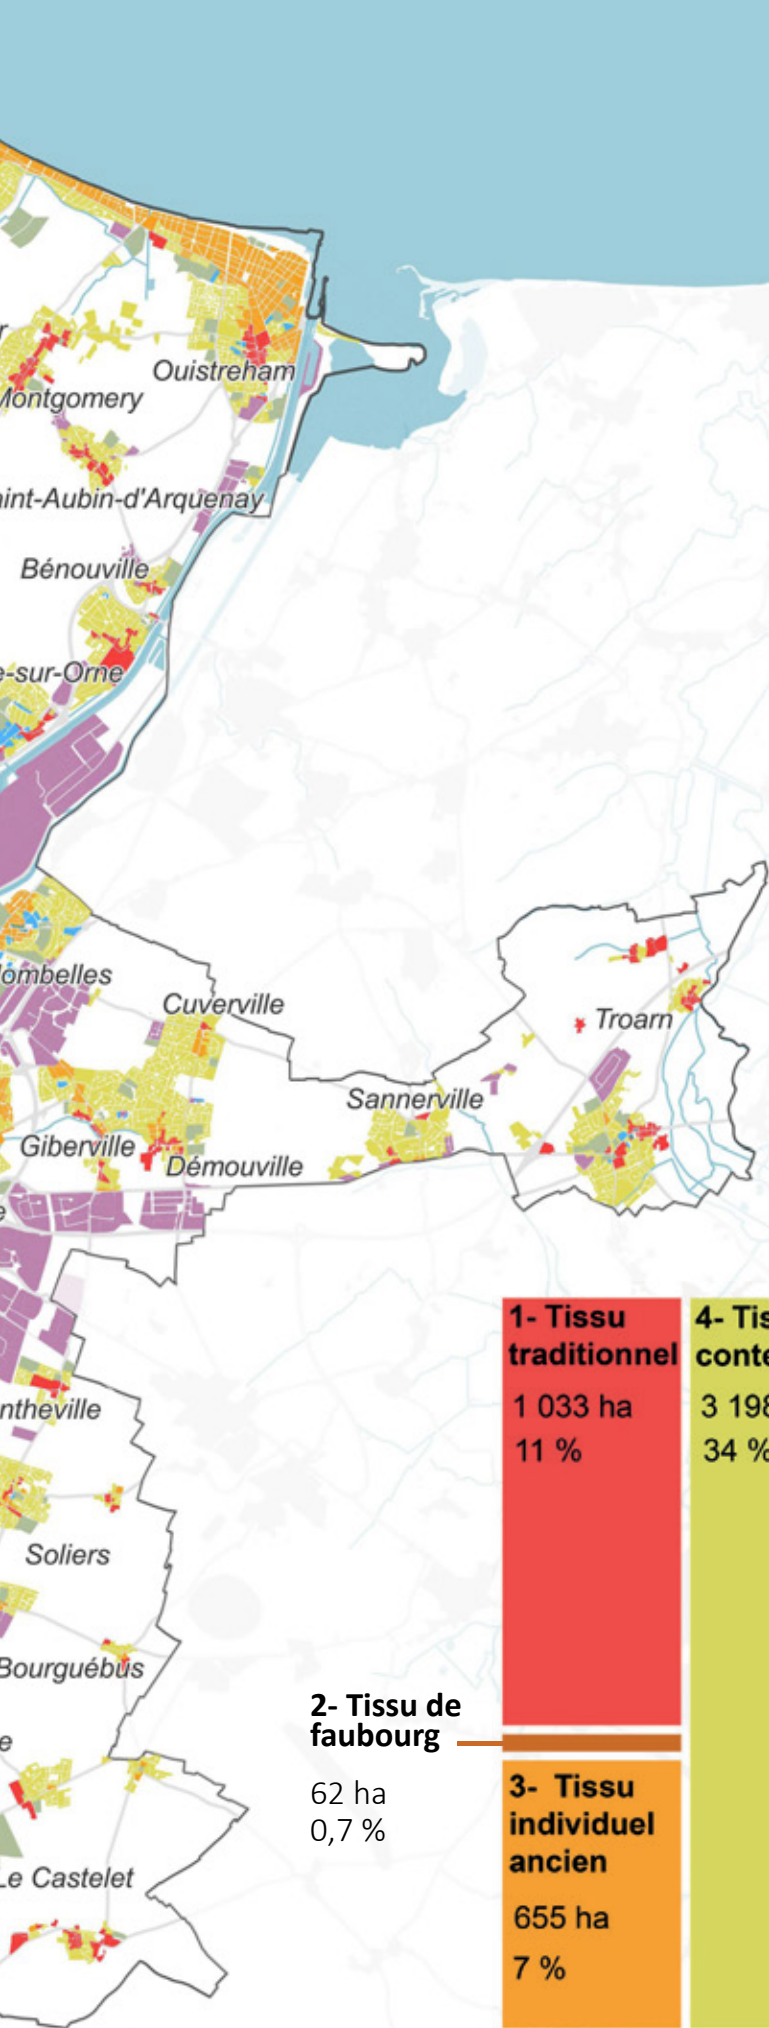 r
Ouistreham
Montgomery
aint-Aubin-d'Arquenay
Bénouville
e-sur-Orne
ombelles
Cuverville
Troarn
Sannerville
Giberville
Démouville
e
ntheville
Soliers
Bourguébus
e
Le Castelet
1- Tissu
traditionnel
1 033 ha
11 %
4- Tis
conte
3 198
34 %
2- Tissu de
faubourg
62 ha
0,7 %
3- Tissu
individuel
ancien
655 ha
7 %